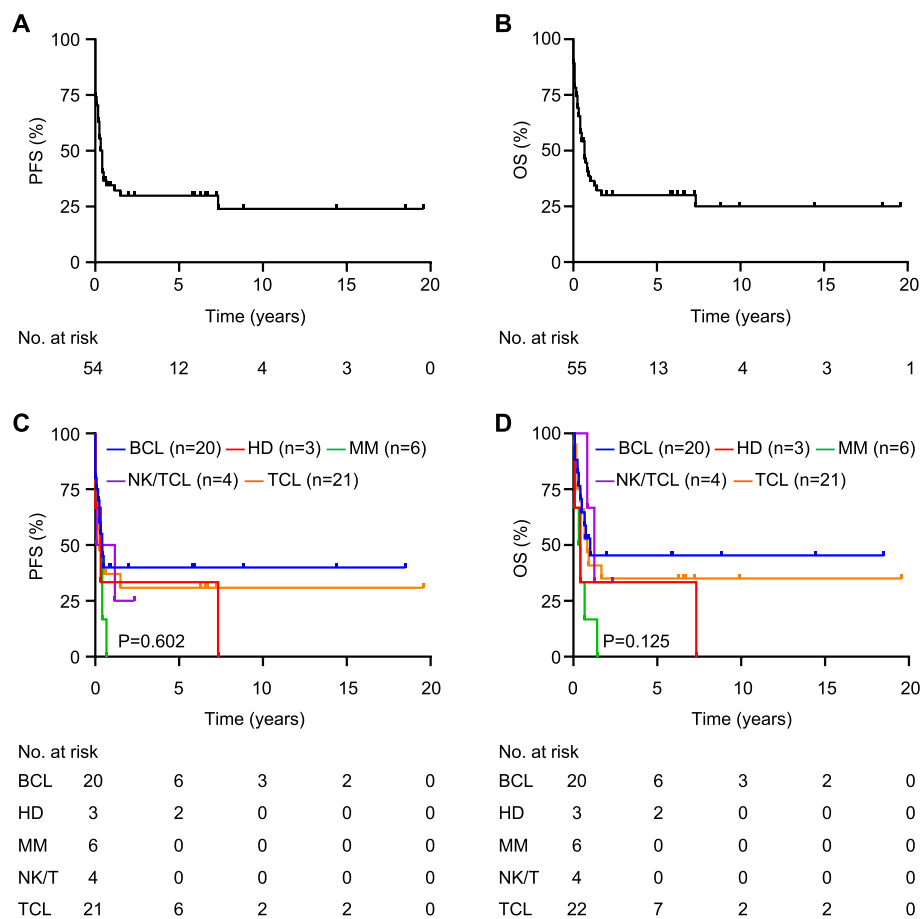 A
PFS (%)
100
75
50
25
0
0 5 10 15 20
Time (years)
No. at risk
54 12 4 3 0
B
OS (%)
100
75
50
25
0
0 5 10 15 20
Time (years)
No. at risk
55 13 4 3 1
C
PFS (%)
100
75
50
25
0
BCL (n=20) HD (n=3) MM (n=6)
NK/TCL (n=4) TCL (n=21)
P=0.602
0 5 10 15 20
Time (years)
No. at risk
BCL 20 6 3 2 0
HD 3 2 0 0 0
MM 6 0 0 0 0
NK/T 4 0 0 0 0
TCL 21 6 2 2 0
D
OS (%)
100
75
50
25
0
BCL (n=20) HD (n=3) MM (n=6)
NK/TCL (n=4) TCL (n=21)
P=0.125
0 5 10 15 20
Time (years)
No. at risk
BCL 20 6 3 2 0
HD 3 2 0 0 0
MM 6 0 0 0 0
NK/T 4 0 0 0 0
TCL 22 7 2 2 0